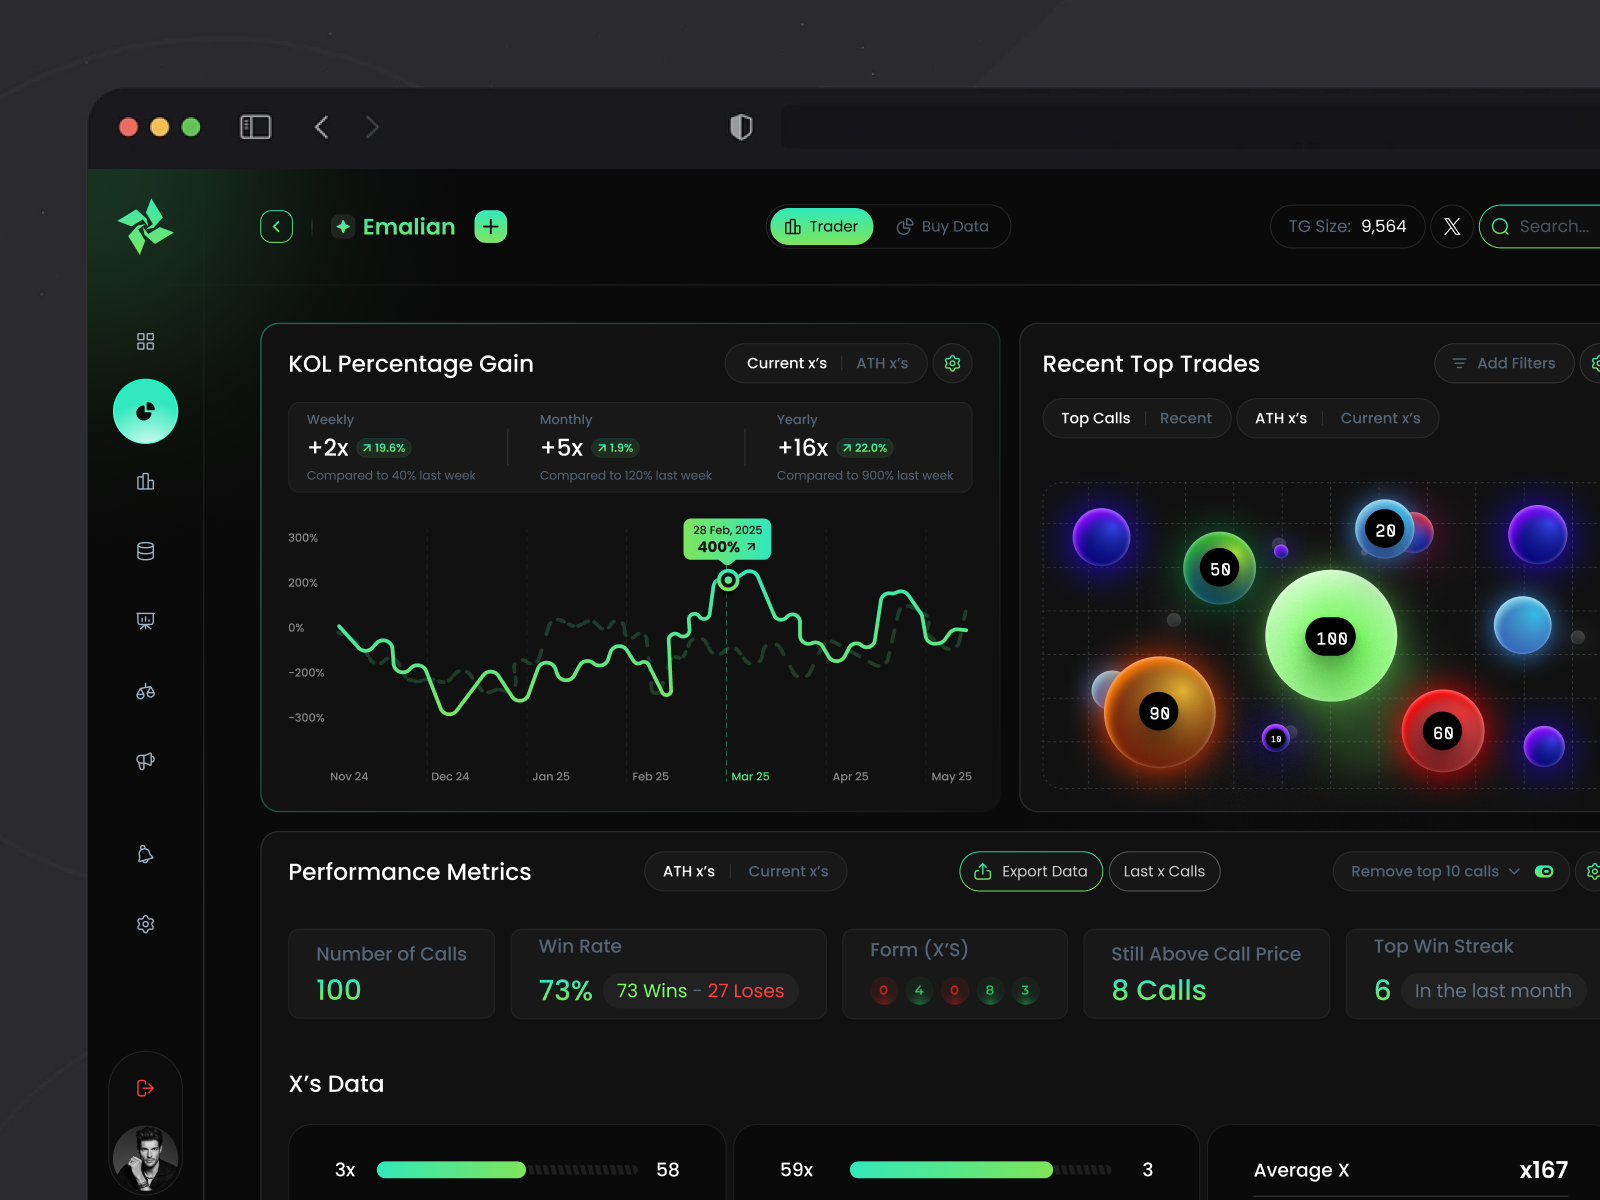 Emalian
Trader
Buy Data
TG Size: 9,564
Search...
KOL Percentage Gain
Current x's
ATH x's
Weekly
+2x
19.6%
Compared to 40% last week
Monthly
+5x
1.9%
Compared to 120% last week
Yearly
+16x
22.0%
Compared to 900% last week
300%
200%
0%
-200%
-300%
28 Feb, 2025
400%
Nov 24
Dec 24
Jan 25
Feb 25
Mar 25
Apr 25
May 25
Recent Top Trades
Add Filters
Top Calls
Recent
ATH x's
Current x's
20
50
100
90
60
10
Performance Metrics
ATH x's
Current x's
Export Data
Last x Calls
Remove top 10 calls
Number of Calls
100
Win Rate
73%
73 Wins - 27 Loses
Form (X'S)
0 4 0 8 3
Still Above Call Price
8 Calls
Top Win Streak
6
In the last month
X's Data
3x
58
59x
3
Average X
x167